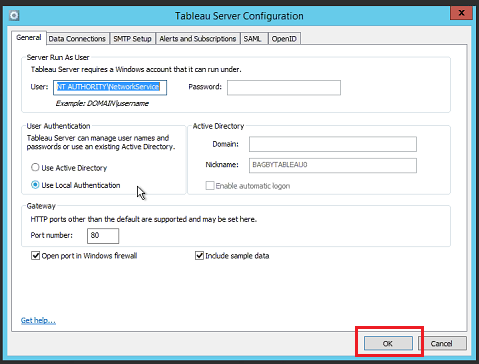 Tableau Server Configuration
x
General Data Connections SMTP Setup Alerts and Subscriptions SAML OpenID
Server Run As User
Tableau Server requires a Windows account that it can run under.
User: NT AUTHORITY\NetworkService Password:
Example: DOMAIN\username
User Authentication
Tableau Server can manage user names and
passwords or use an existing Active Directory.
Use Active Directory
Use Local Authentication
Active Directory
Domain:
Nickname: BAGBYTABLEAU0
Enable automatic logon
Gateway
HTTP ports other than the default are supported and may be set here.
Port number: 80
Open port in Windows firewall Include sample data
Get help...
OK Cancel